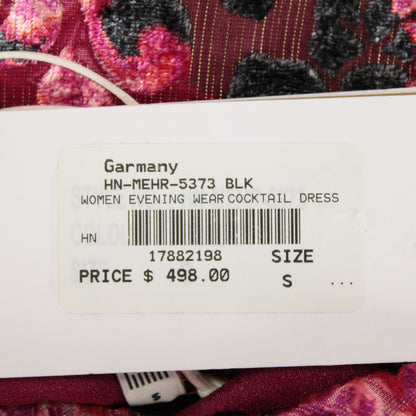 Garmany
HN-MEHR-5373 BLK
WOMEN EVENING WEAR COCKTAIL DRESS
HN
17882198
SIZE
PRICE $ 498.00
S ...
S